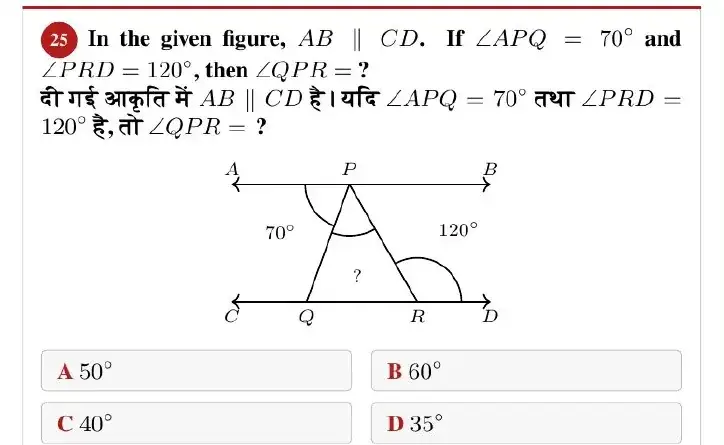 25 In the given figure, AB ∥ CD. If ∠APQ = 70° and
∠PRD = 120°, then ∠QPR = ?
दी गई आकृति में AB ∥ CD है। यदि ∠APQ = 70° तथा ∠PRD =
120° है, तो ∠QPR = ?
A P B
70° 120°
?
C Q R D
A 50° B 60°
C 40° D 35°